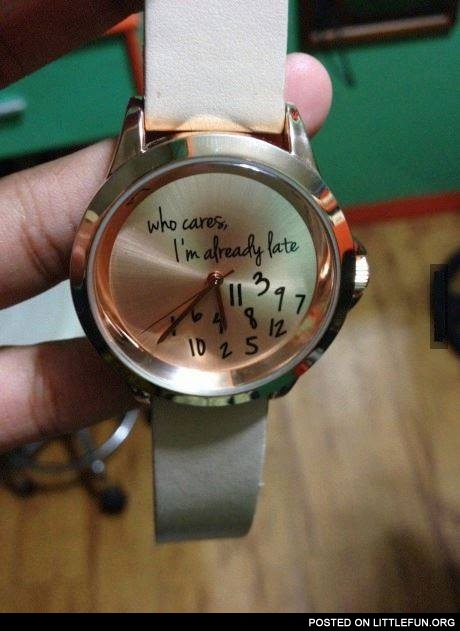 who cares,
I'm already late
11 3 9 7
1 6 4 8 12
10 2 5
POSTED ON LITTLEFUN.ORG